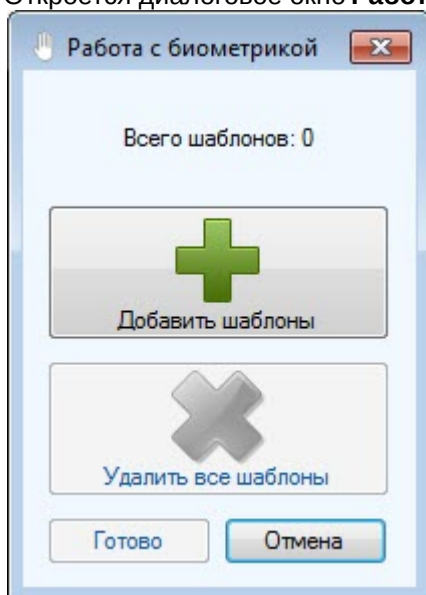 Откроется диалоговое окно Работ
Работа с биометрикой
Всего шаблонов: 0
Добавить шаблоны
Удалить все шаблоны
Готово Отмена